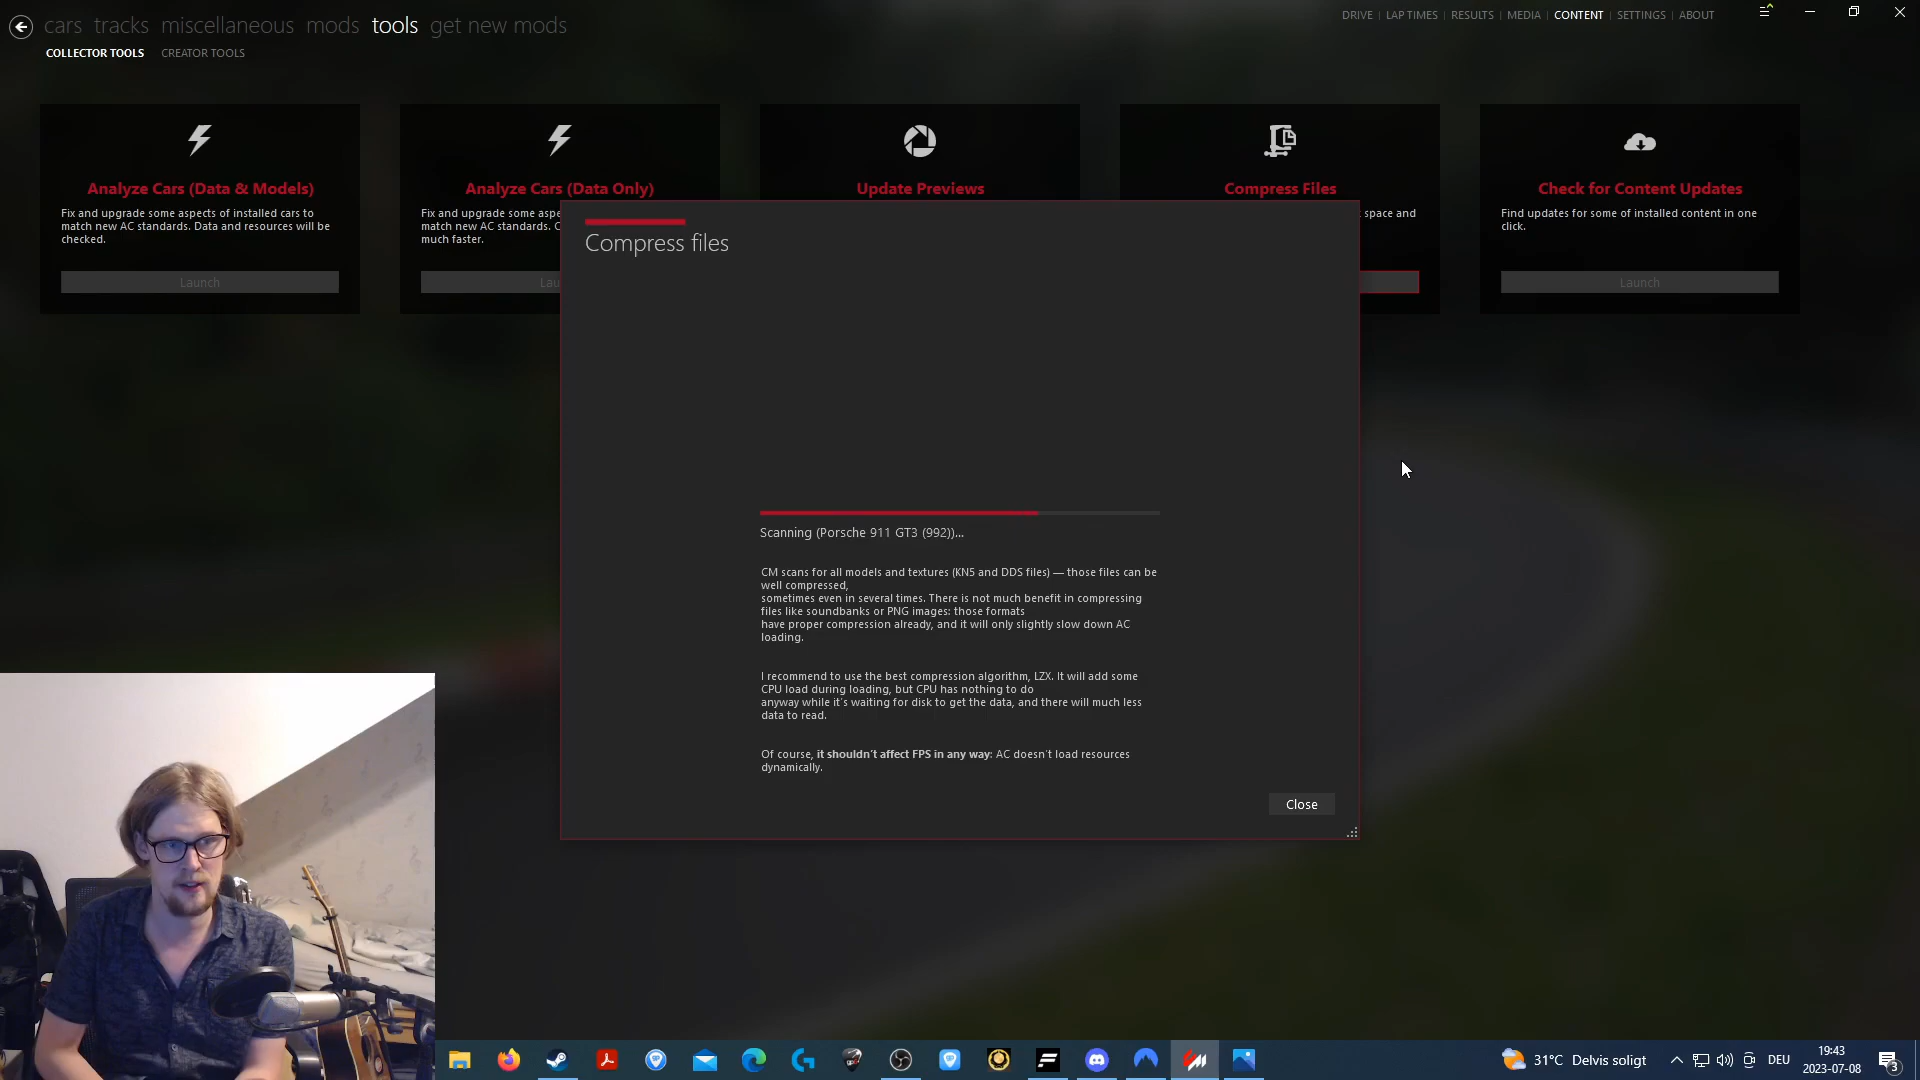 cars tracks miscellaneous mods tools get new mods
DRIVE LAP TIMES RESULTS MEDIA CONTENT SETTINGS ABOUT
COLLECTOR TOOLS CREATOR TOOLS
Analyze Cars (Data & Models)
Fix and upgrade some aspects of installed cars to
match new AC standards. Data and resources will be
checked.
Launch
Analyze Cars (Data Only)
Fix and upgrade some aspe
match new AC standards. C
much faster.
Lau
Update Previews
Compress Files
space and
Check for Content Updates
Find updates for some of installed content in one
click.
Launch
Compress files
Scanning (Porsche 911 GT3 (992))...
CM scans for all models and textures (KN5 and DDS files) — those files can be
well compressed,
sometimes even in several times. There is not much benefit in compressing
files like soundbanks or PNG images: those formats
have proper compression already, and it will only slightly slow down AC
loading.
I recommend to use the best compression algorithm, LZX. It will add some
CPU load during loading, but CPU has nothing to do
anyway while it's waiting for disk to get the data, and there will much less
data to read.
Of course, it shouldn't affect FPS in any way: AC doesn't load resources
dynamically.
Close
31°C Delvis soligt
DEU
19:43
2023-07-08
3